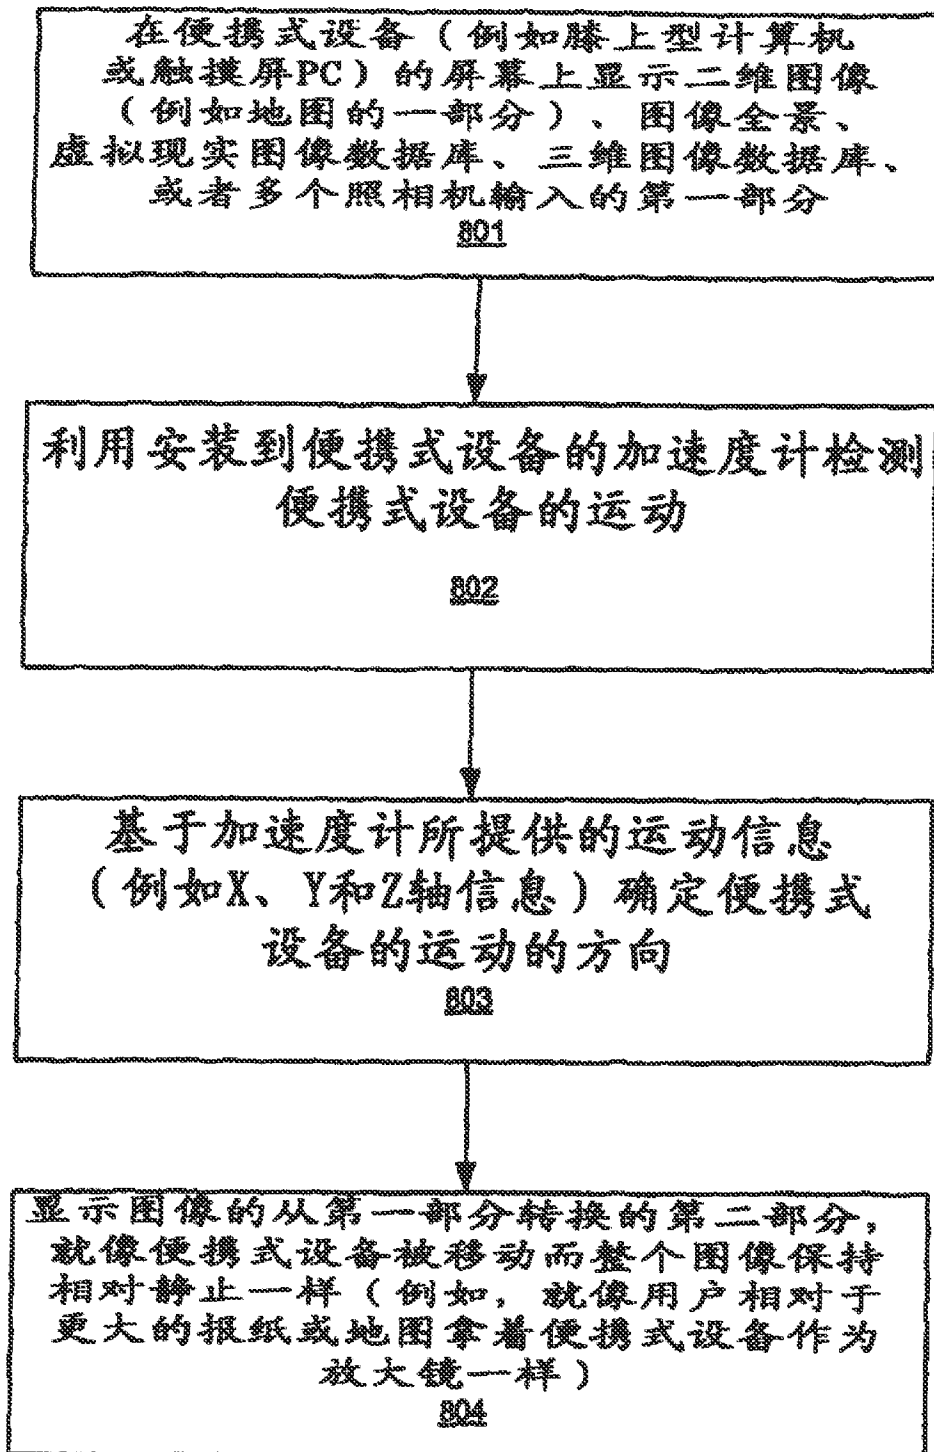 在便携式设备（例如膝上型计算机
或触摸屏PC）的屏幕上显示二维图像
（例如地图的一部分）、图像全景、
虚拟现实图像数据库、三维图像数据库、
或者多个照相机输入的第一部分
801
利用安装到便携式设备的加速度计检测
便携式设备的运动
802
基于加速度计所提供的运动信息
（例如X、Y和Z轴信息）确定便携式
设备的运动的方向
803
显示图像的从第一部分转换的第二部分，
就像便携式设备被移动而整个图像保持
相对静止一样（例如，就像用户相对于
更大的报纸或地图拿着便携式设备作为
放大镜一样）
804